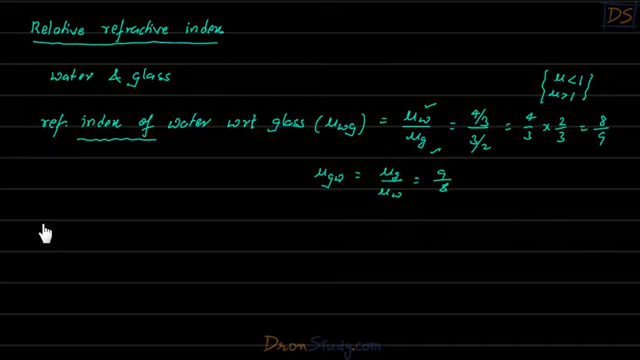 DS
Relative refractive index
water & glass
{ μ<1 }
{ μ>1 }
ref. index of water wrt glass (μwg) = μw/μg = 4/3 / 3/2 = 4/3 × 2/3 = 8/9
μgw = μg/μw = 9/8
DronStudy.com